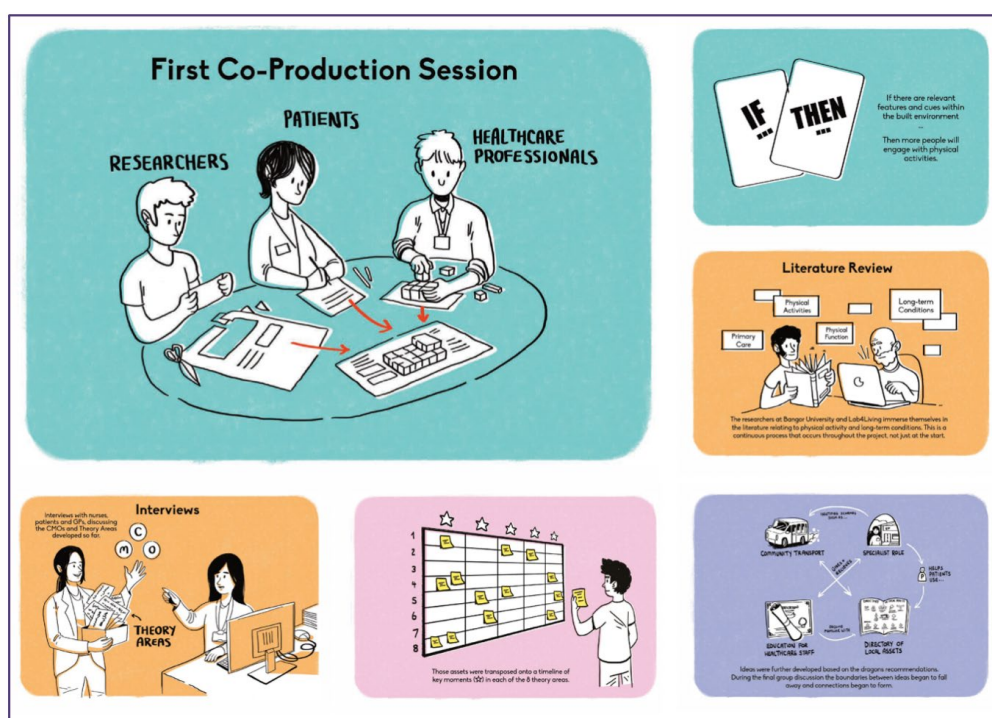 First Co-Production Session
PATIENTS
RESEARCHERS
HEALTHCARE
PROFESSIONALS
IF
...
THEN
...
If there are relevant
features and cues within
the built environment
...
Then more people will
engage with physical
activities.
Literature Review
Physical
Activities
Long-term
Conditions
Primary
Care
Physical
Function
The researchers at Bangor University and Lab4Living immerse themselves in
the literature relating to physical activity and long-term conditions. This is a
continuous process that occurs throughout the project, not just at the start.
Interviews
Interviews with nurses,
patients and GPs, discussing
the CMOs and Theory Areas
developed so far.
C
M
O
THEORY
AREAS
1
2
3
4
5
6
7
8
Those assets were transposed onto a timeline of
key moments (☆) in each of the 8 theory areas.
COMMUNITY TRANSPORT
SPECIALIST ROLE
HELPS
PATIENTS
USE...
EDUCATION FOR
HEALTHCARE STAFF
DIRECTORY OF
LOCAL ASSETS
Ideas were further developed based on the dragons recommendations.
During the final group discussion the boundaries between ideas began to fall
away and connections began to form.